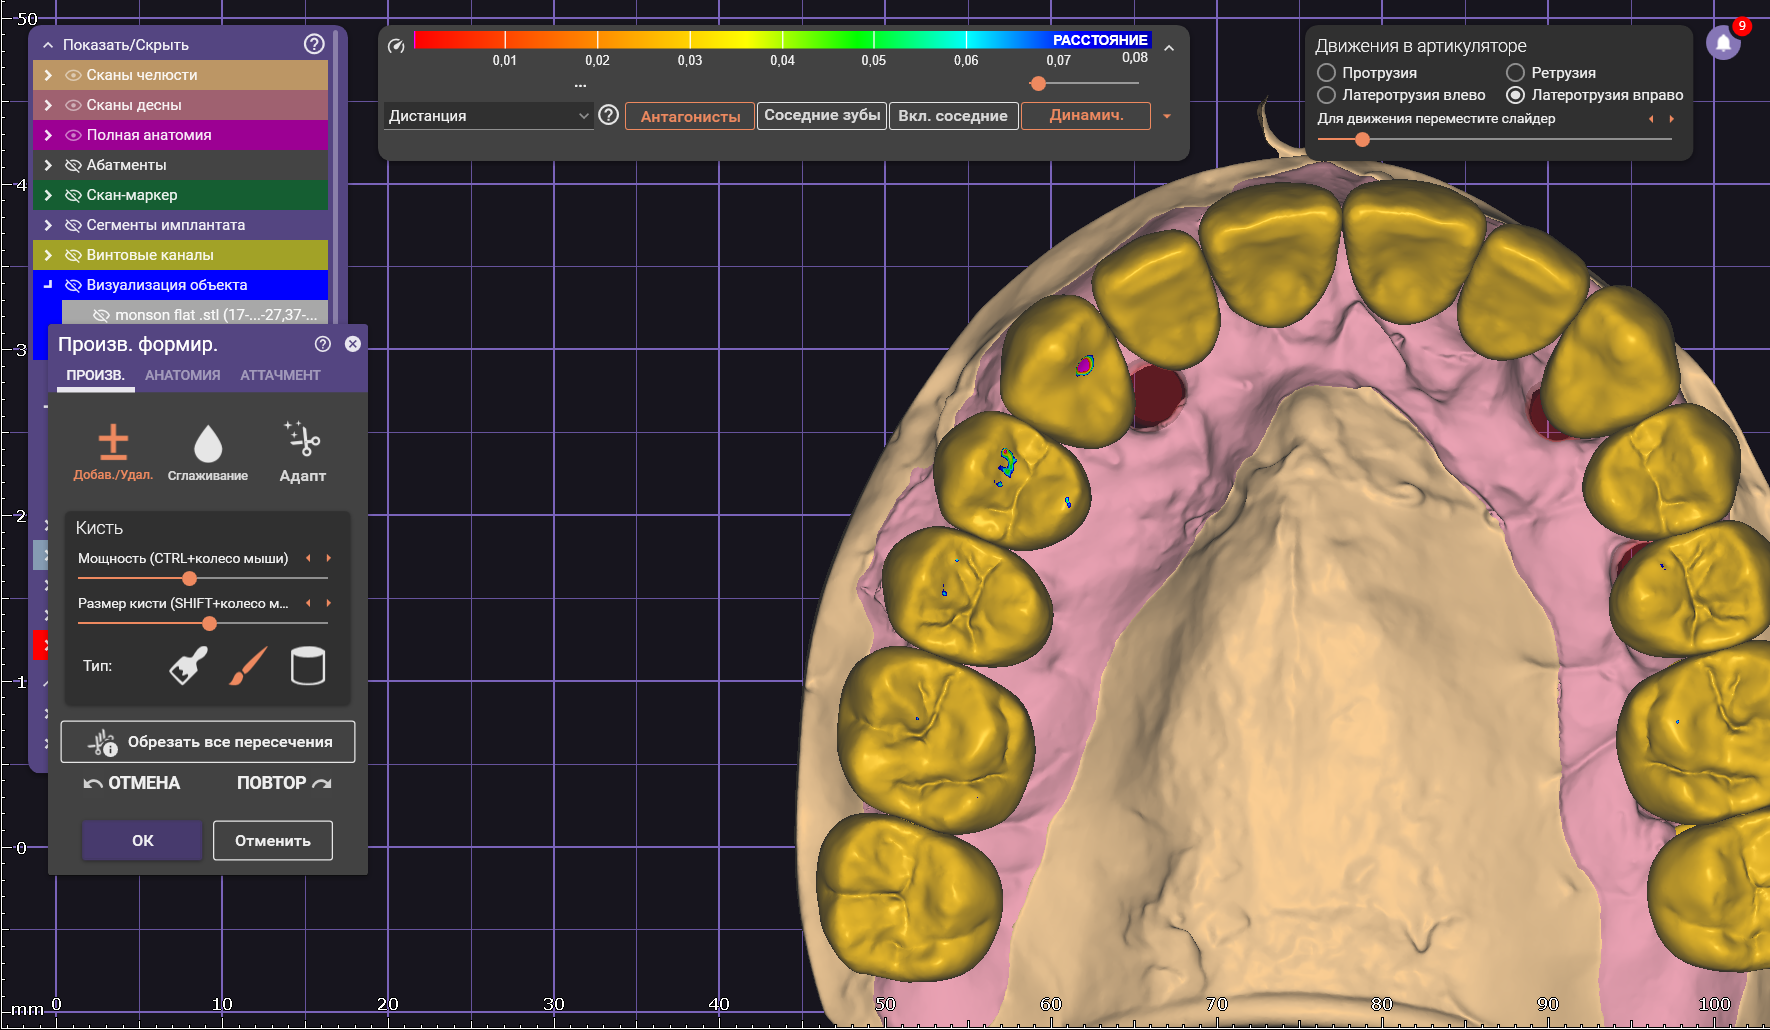 50
Показать/Скрыть
Сканы челюсти
Сканы десны
Полная анатомия
Абатменты
Скан-маркер
Сегменты имплантата
Винтовые каналы
Визуализация объекта
monson flat .stl (17-...-27,37-...
РАССТОЯНИЕ
0,01 0,02 0,03 0,04 0,05 0,06 0,07 0,08
...
Дистанция
Антагонисты
Соседние зубы
Вкл. соседние
Динамич.
Движения в артикуляторе
Протрузия
Ретрузия
Латеротрузия влево
Латеротрузия вправо
Для движения переместите слайдер
9
Произв. формир.
ПРОИЗВ. АНАТОМИЯ АТТАЧМЕНТ
Добав./Удал.
Сглаживание
Адапт
Кисть
Мощность (CTRL+колесо мыши)
Размер кисти (SHIFT+колесо м...
Тип:
Обрезать все пересечения
ОТМЕНА ПОВТОР
OK
Отменить
4
3
2
1
0
mm 0 10 20 30 40 50 60 70 80 90 100